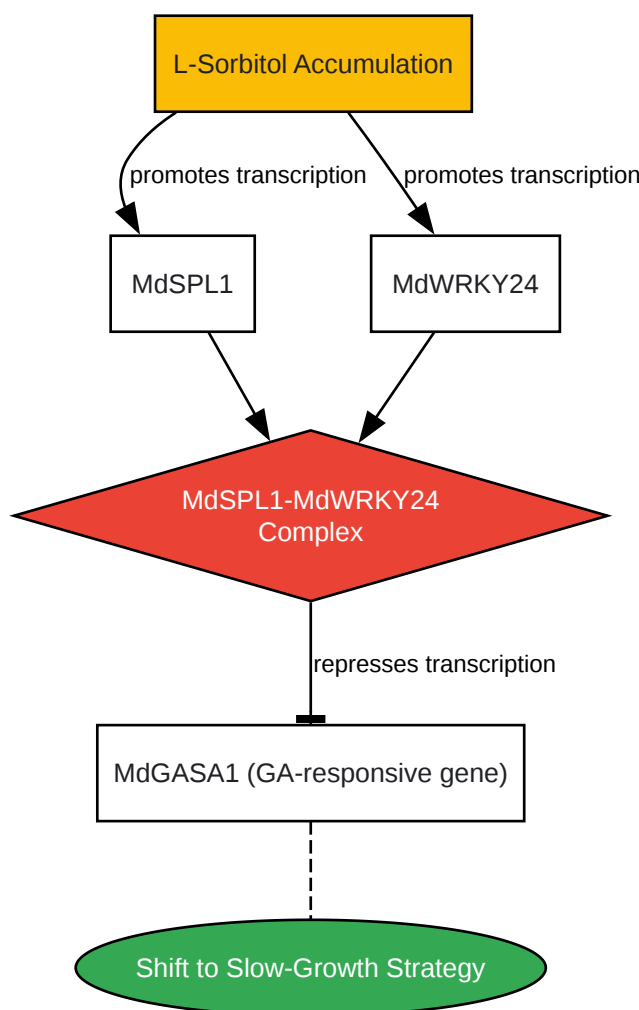 L-Sorbitol Accumulation
promotes transcription
promotes transcription
MdSPL1
MdWRKY24
MdSPL1-MdWRKY24
Complex
represses transcription
MdGASA1 (GA-responsive gene)
Shift to Slow-Growth Strategy